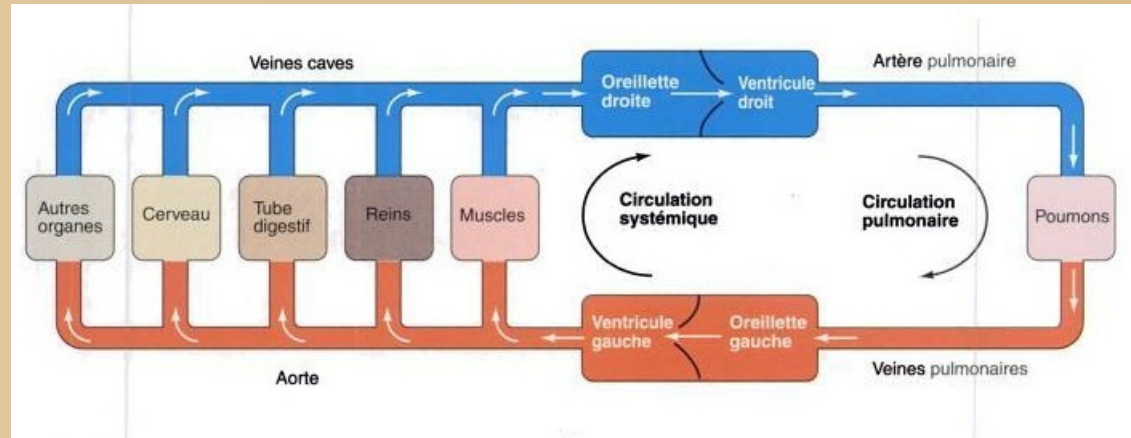 Veines caves
Oreillette
droite
Ventricule
droit
Artère pulmonaire
Autres
organes
Cerveau
Tube
digestif
Reins
Muscles
Circulation
systémique
Circulation
pulmonaire
Poumons
Ventricule
gauche
Oreillette
gauche
Aorte
Veines pulmonaires